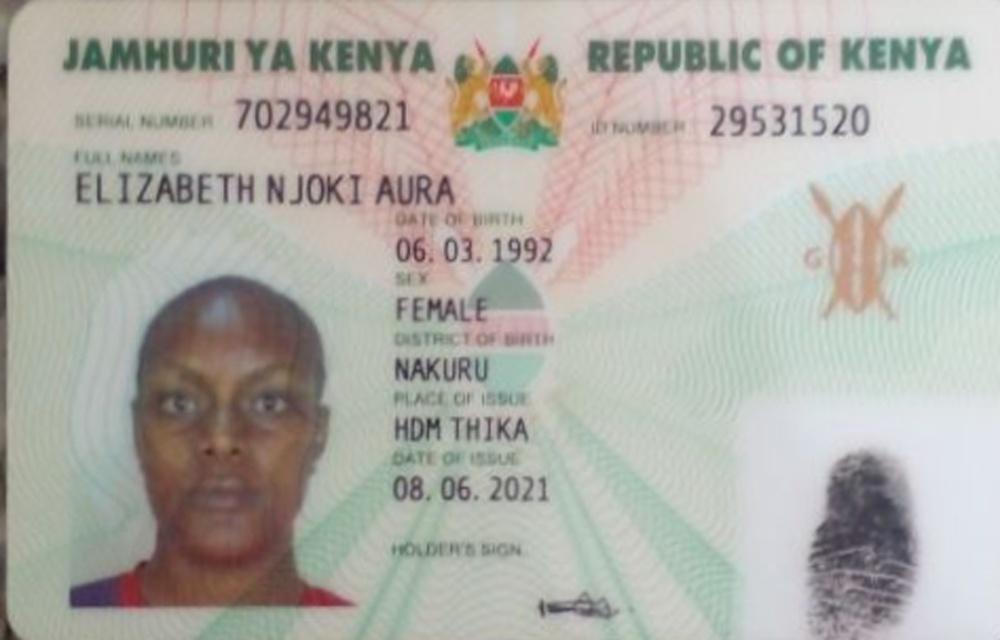 JAMHURI YA KENYA REPUBLIC OF KENYA
SERIAL NUMBER 702949821 ID NUMBER 29531520
FULL NAMES
ELIZABETH NJOKI AURA
DATE OF BIRTH
06. 03. 1992
SEX
FEMALE
G K
DISTRICT OF BIRTH
NAKURU
PLACE OF ISSUE
HDM THIKA
DATE OF ISSUE
08. 06. 2021
HOLDER'S SIGN.